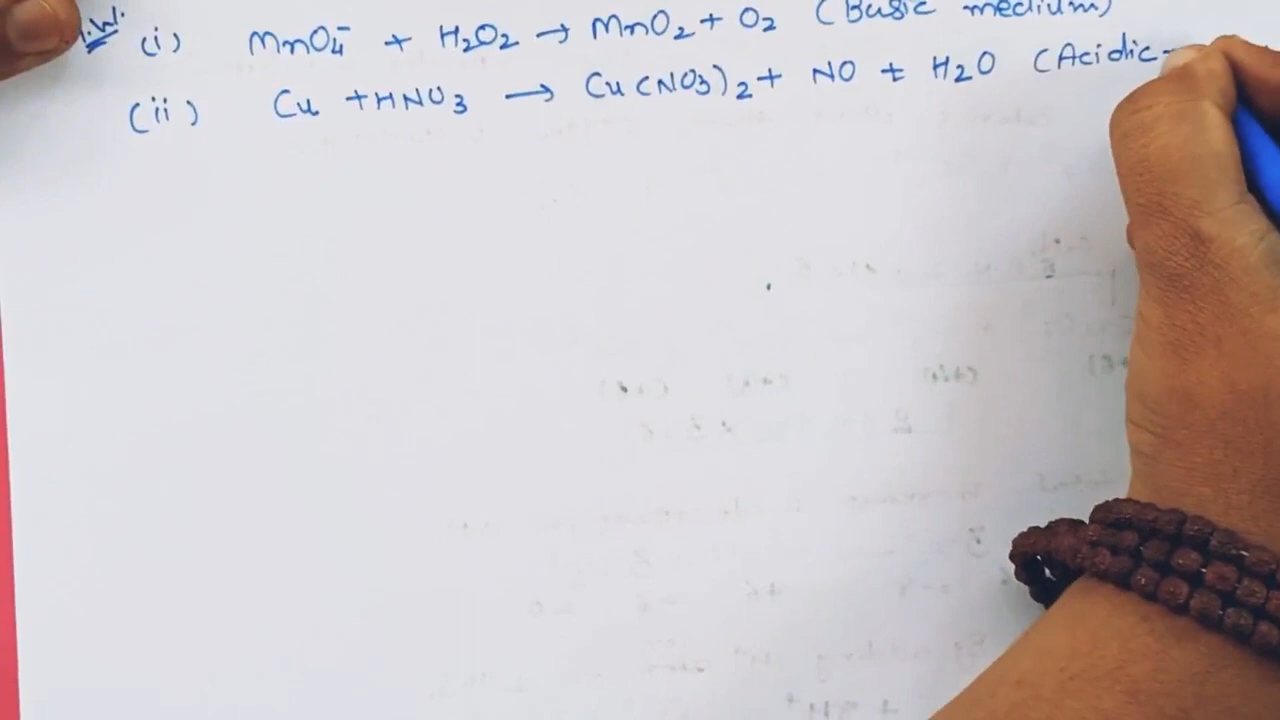 H.W. (i) MnO4⁻ + H2O2 → MnO2 + O2 (Basic medium)
(ii) Cu + HNO3 → Cu(NO3)2 + NO + H2O (Acidic